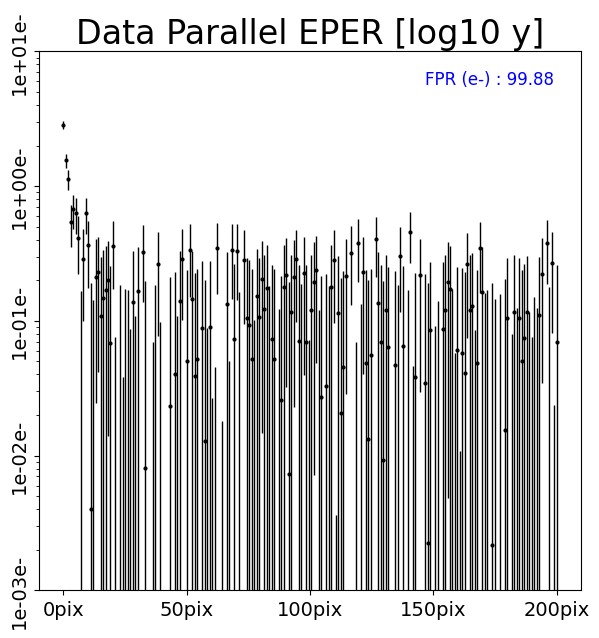 Data Parallel EPER [log10 y]
FPR (e-) : 99.88
1e+01e-
1e+00e-
1e-01e-
1e-02e-
1e-03e-
0pix 50pix 100pix 150pix 200pix